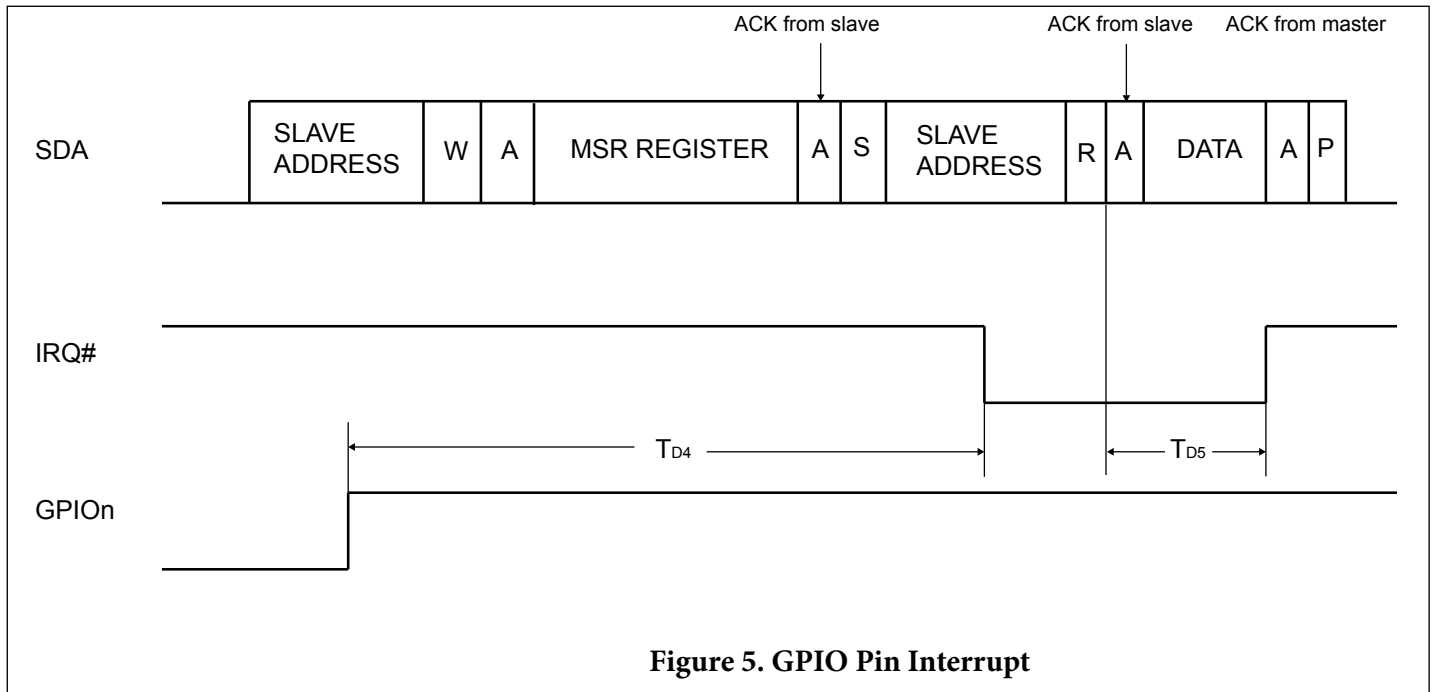 ACK from slave ACK from slave ACK from master
SDA SLAVE ADDRESS W A MSR REGISTER A S SLAVE ADDRESS R A DATA A P
IRQ#
TD4 TD5
GPIOn
Figure 5. GPIO Pin Interrupt